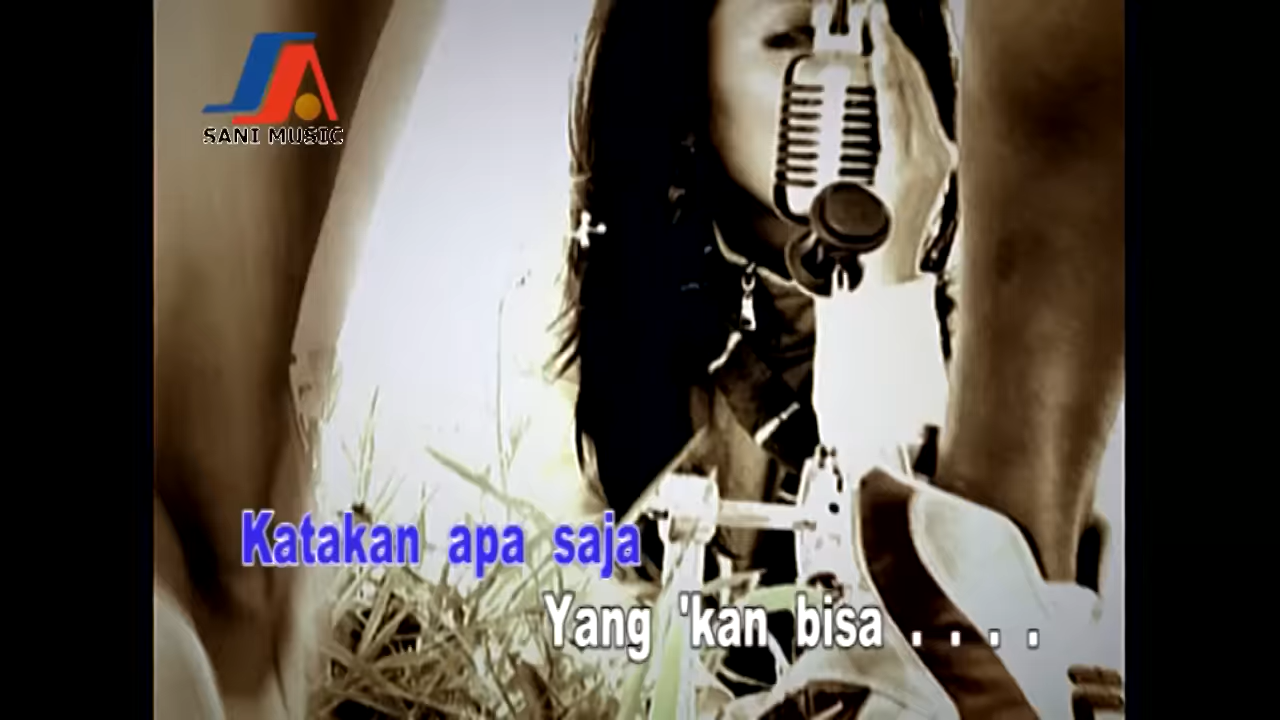 SANI MUSIC
Katakan apa saja
Yang 'kan bisa . . . .